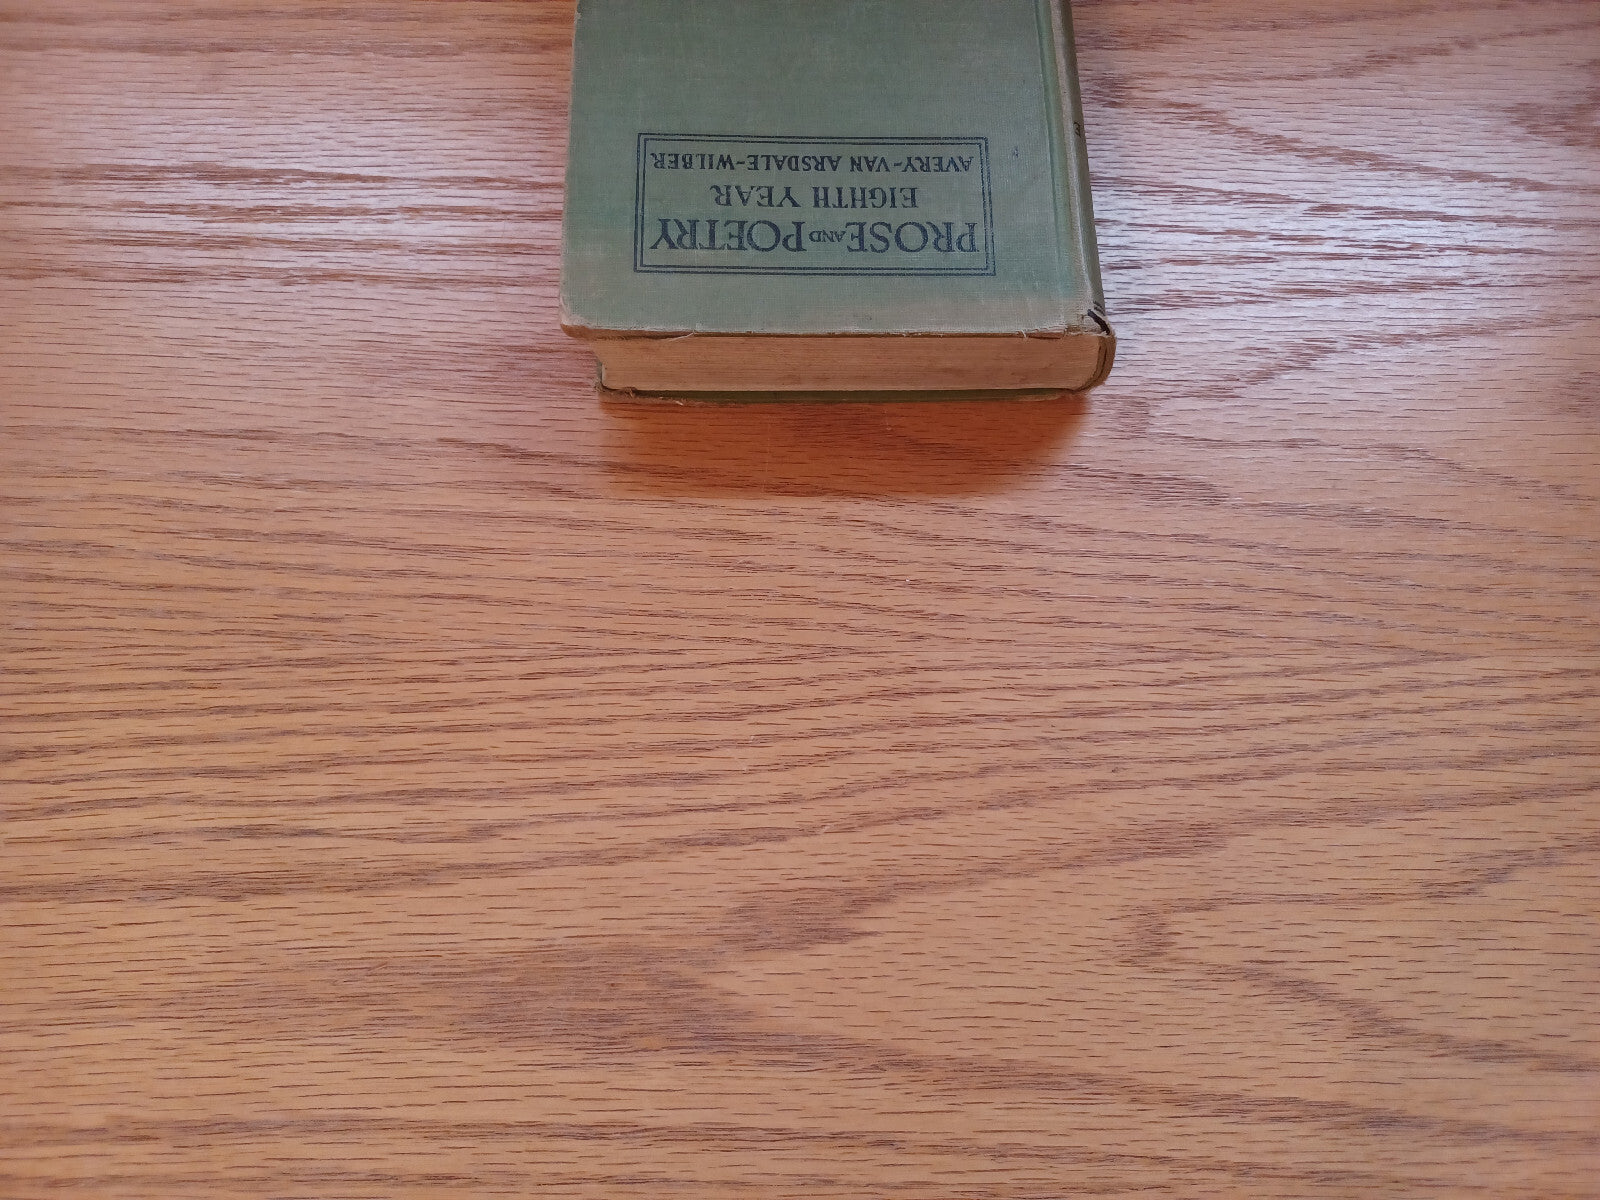 PROSE AND POETRY
EIGHTH YEAR
AVERY-VAN ARSDALE-WILBER